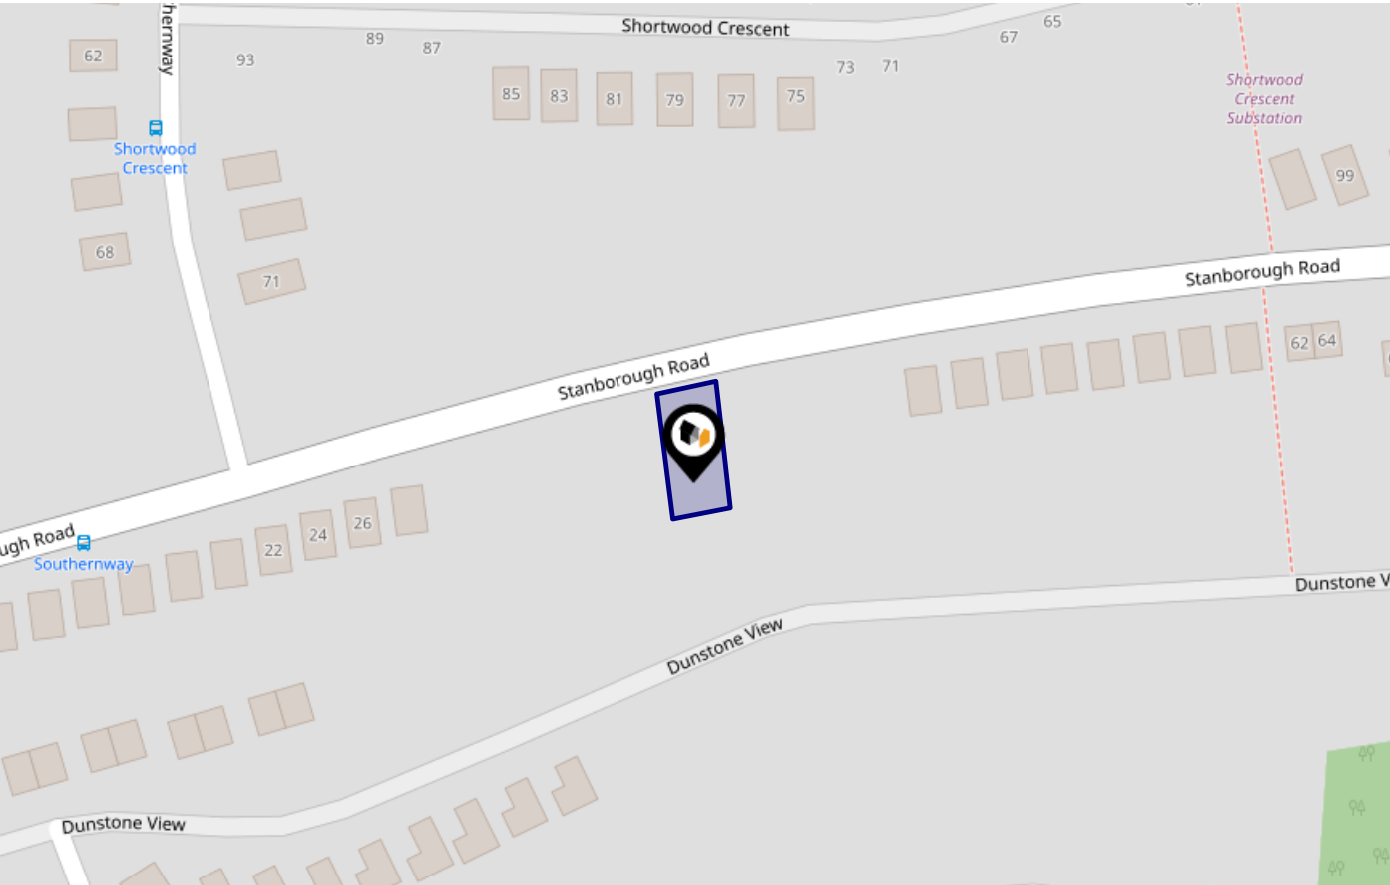 Shortwood Crescent
hernway
62
93
89
87
67
65
73
71
85
83
81
79
77
75
Shortwood
Crescent
Substation
Shortwood
Crescent
99
68
71
Stanborough Road
Stanborough Road
62
64
22
24
26
ugh Road
Southernway
Dunstone V
Dunstone View
Dunstone View